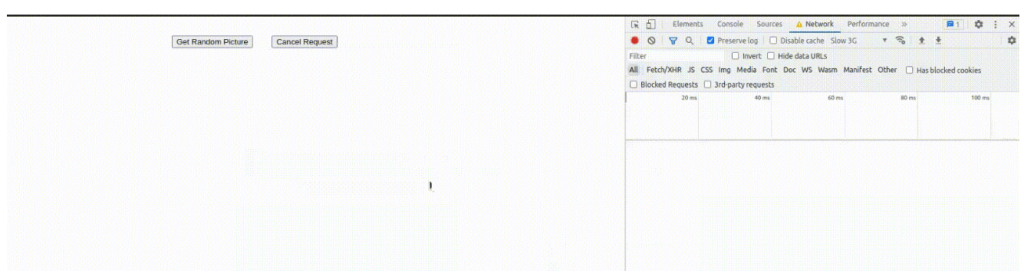 Get Random Picture Cancel Request
Elements Console Sources Network Performance » 1
Preserve log Disable cache Slow 3G
Filter Invert Hide data URLs
All Fetch/XHR JS CSS Img Media Font Doc WS Wasm Manifest Other Has blocked cookies
Blocked Requests 3rd-party requests
20 ms 40 ms 60 ms 80 ms 100 ms